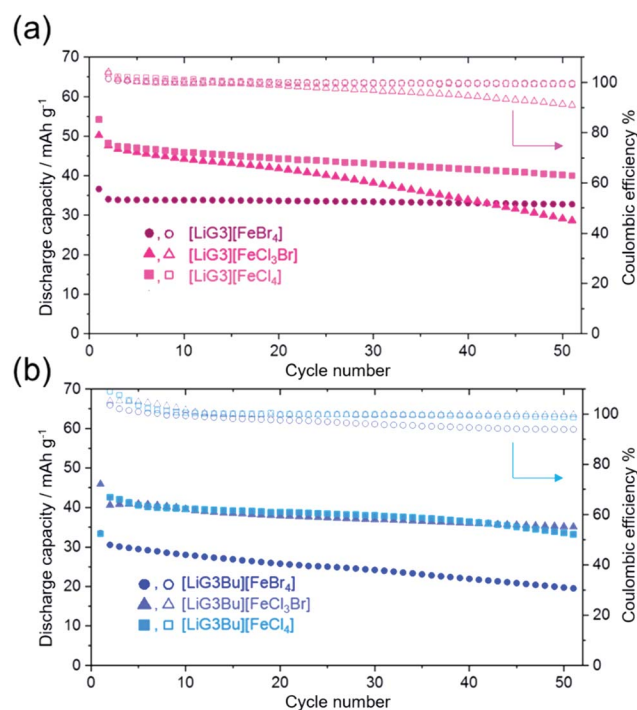 (a)
70
60
50
40
30
20
10
0
Discharge capacity / mAh g⁻¹
●, ○ [LiG3][FeBr₄]
▲, △ [LiG3][FeCl₃Br]
■, □ [LiG3][FeCl₄]
100
80
60
40
20
0
Coulombic efficiency %
0 10 20 30 40 50
Cycle number
(b)
70
60
50
40
30
20
10
0
Discharge capacity / mAh g⁻¹
●, ○ [LiG3Bu][FeBr₄]
▲, △ [LiG3Bu][FeCl₃Br]
■, □ [LiG3Bu][FeCl₄]
100
80
60
40
20
0
Coulombic efficiency %
0 10 20 30 40 50
Cycle number